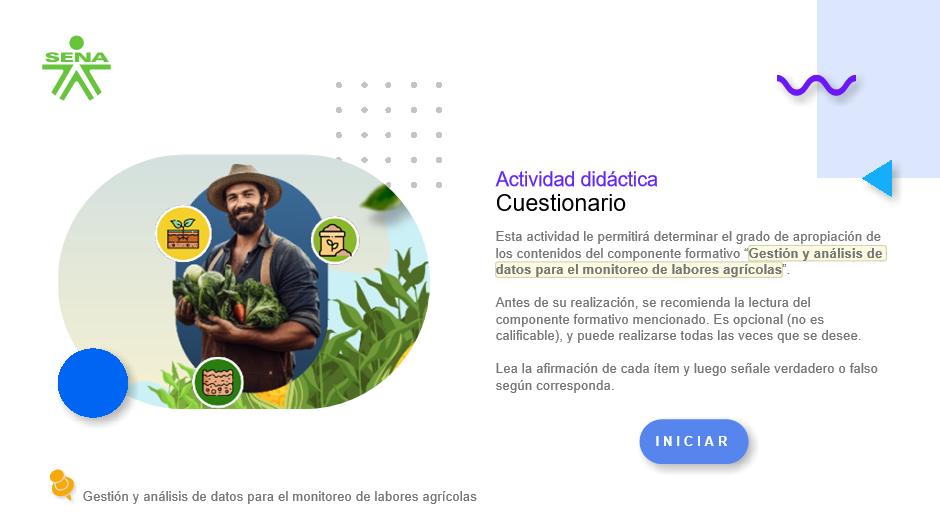 SENA
Actividad didáctica
Cuestionario
Esta actividad le permitirá determinar el grado de apropiación de
los contenidos del componente formativo “Gestión y análisis de
datos para el monitoreo de labores agrícolas”.
Antes de su realización, se recomienda la lectura del
componente formativo mencionado. Es opcional (no es
calificable), y puede realizarse todas las veces que se desee.
Lea la afirmación de cada ítem y luego señale verdadero o falso
según corresponda.
INICIAR
Gestión y análisis de datos para el monitoreo de labores agrícolas